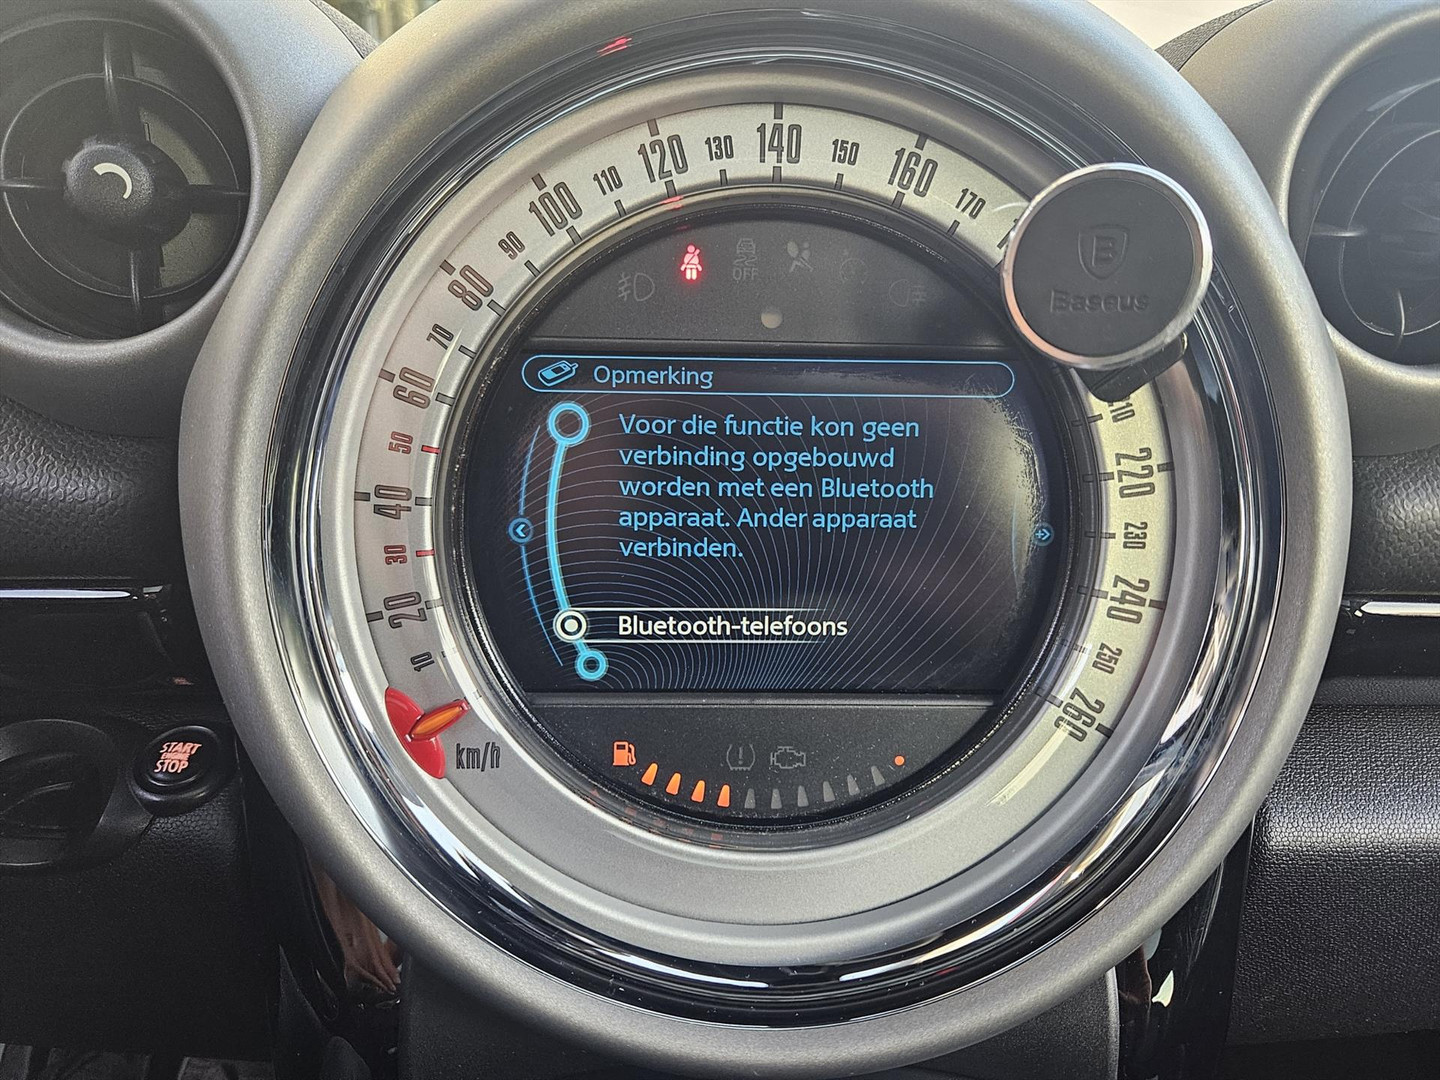 120
130
140
150
160
170
110
100
90
80
70
60
50
40
30
20
10
km/h
210
220
230
240
250
260
B
Baseus
OFF
Opmerking
Voor die functie kon geen
verbinding opgebouwd
worden met een Bluetooth
apparaat. Ander apparaat
verbinden.
Bluetooth-telefoons
START
ENGINE
STOP